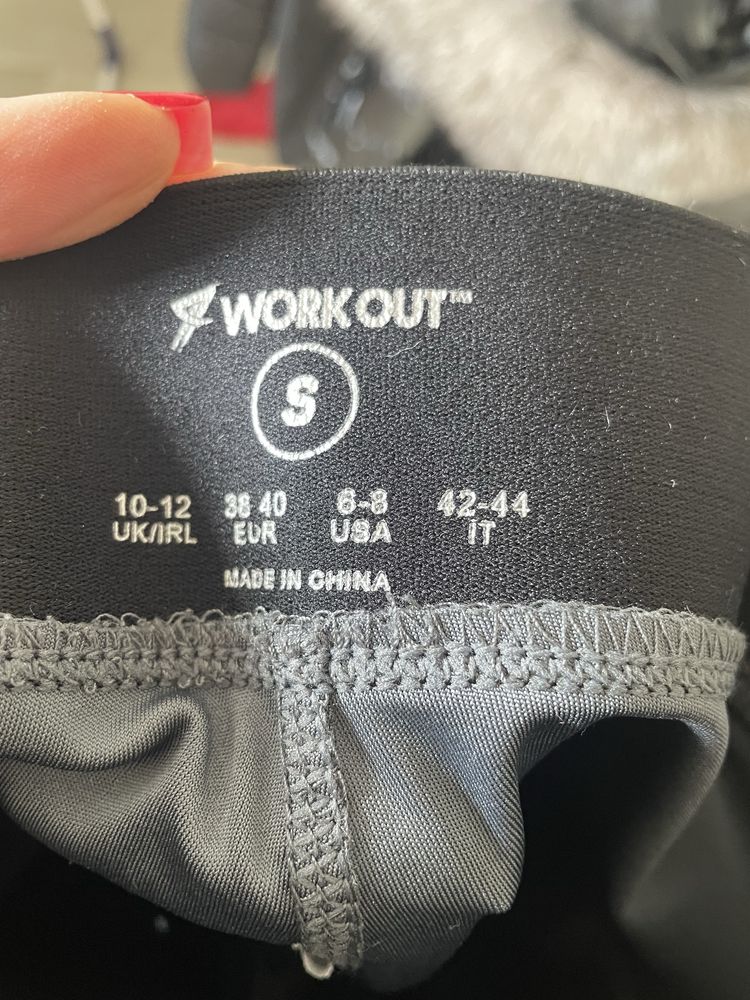 WORKOUT™
S
10-12 38 40 6-8 42-44
UK/IRL EUR USA IT
MADE IN CHINA